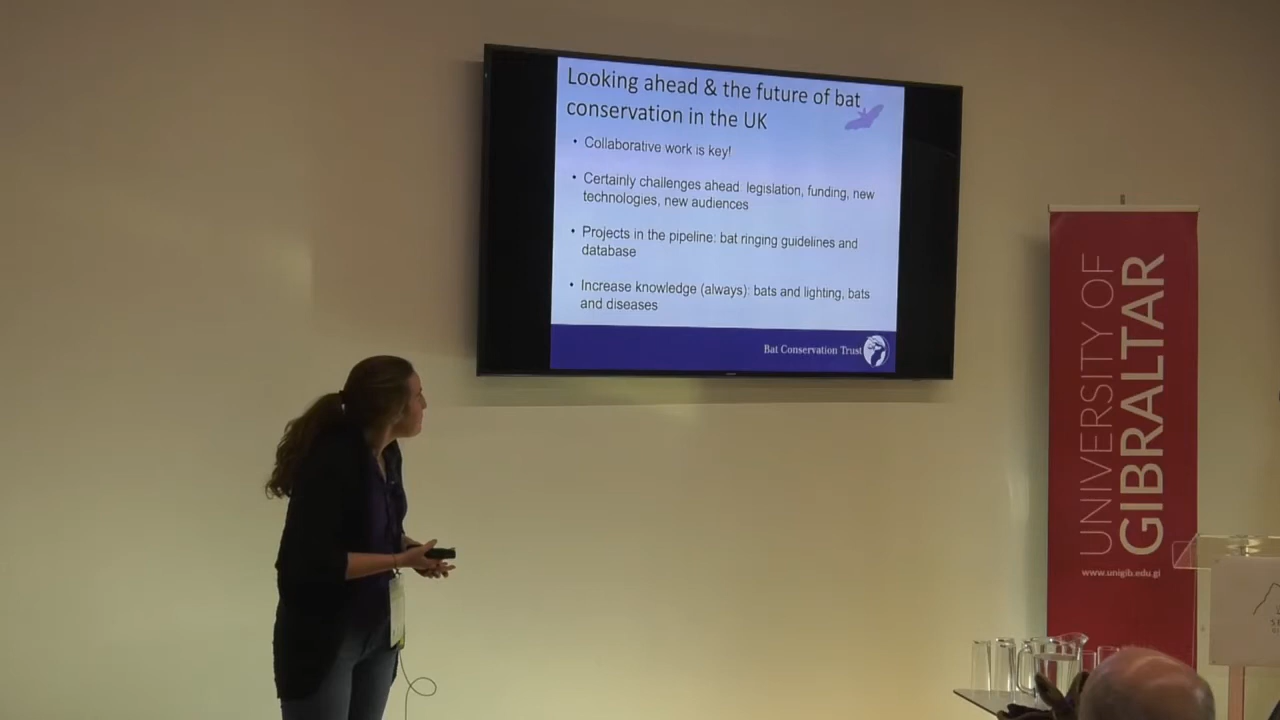 Looking ahead & the future of bat
conservation in the UK
• Collaborative work is key!
• Certainly challenges ahead legislation, funding, new
technologies, new audiences
• Projects in the pipeline: bat ringing guidelines and
database
• Increase knowledge (always): bats and lighting, bats
and diseases
Bat Conservation Trust
UNIVERSITY OF
GIBRALTAR
www.unigib.edu.gi